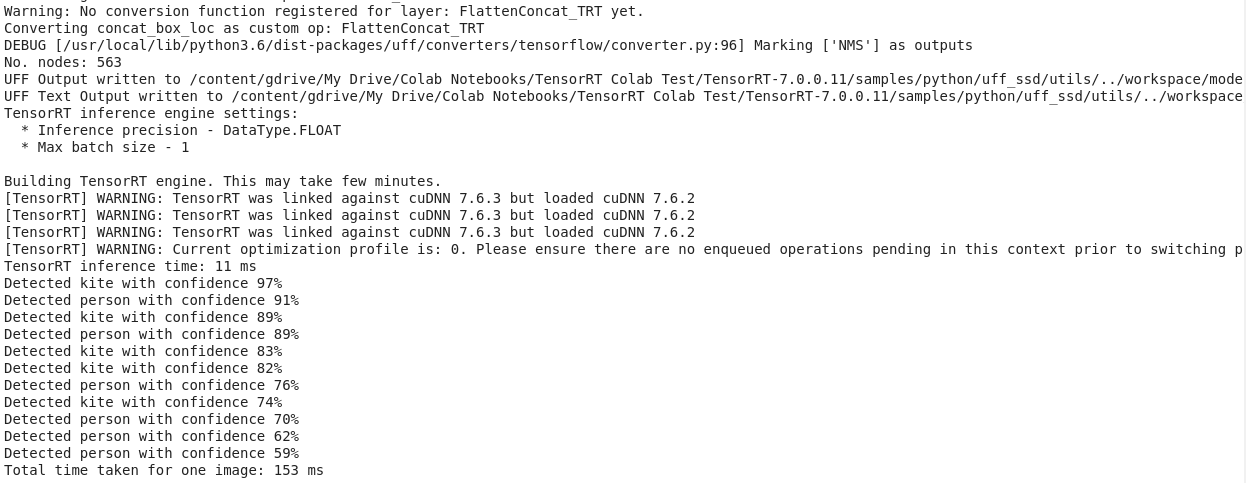 Warning: No conversion function registered for layer: FlattenConcat_TRT yet.
Converting concat_box_loc as custom op: FlattenConcat_TRT
DEBUG [/usr/local/lib/python3.6/dist-packages/uff/converters/tensorflow/converter.py:96] Marking ['NMS'] as outputs
No. nodes: 563
UFF Output written to /content/gdrive/My Drive/Colab Notebooks/TensorRT Colab Test/TensorRT-7.0.0.11/samples/python/uff_ssd/utils/../workspace/mode
UFF Text Output written to /content/gdrive/My Drive/Colab Notebooks/TensorRT Colab Test/TensorRT-7.0.0.11/samples/python/uff_ssd/utils/../workspace
TensorRT inference engine settings:
  * Inference precision - DataType.FLOAT
  * Max batch size - 1

Building TensorRT engine. This may take few minutes.
[TensorRT] WARNING: TensorRT was linked against cuDNN 7.6.3 but loaded cuDNN 7.6.2
[TensorRT] WARNING: TensorRT was linked against cuDNN 7.6.3 but loaded cuDNN 7.6.2
[TensorRT] WARNING: TensorRT was linked against cuDNN 7.6.3 but loaded cuDNN 7.6.2
[TensorRT] WARNING: Current optimization profile is: 0. Please ensure there are no enqueued operations pending in this context prior to switching p
TensorRT inference time: 11 ms
Detected kite with confidence 97%
Detected person with confidence 91%
Detected kite with confidence 89%
Detected person with confidence 89%
Detected kite with confidence 83%
Detected kite with confidence 82%
Detected person with confidence 76%
Detected kite with confidence 74%
Detected person with confidence 70%
Detected person with confidence 62%
Detected person with confidence 59%
Total time taken for one image: 153 ms